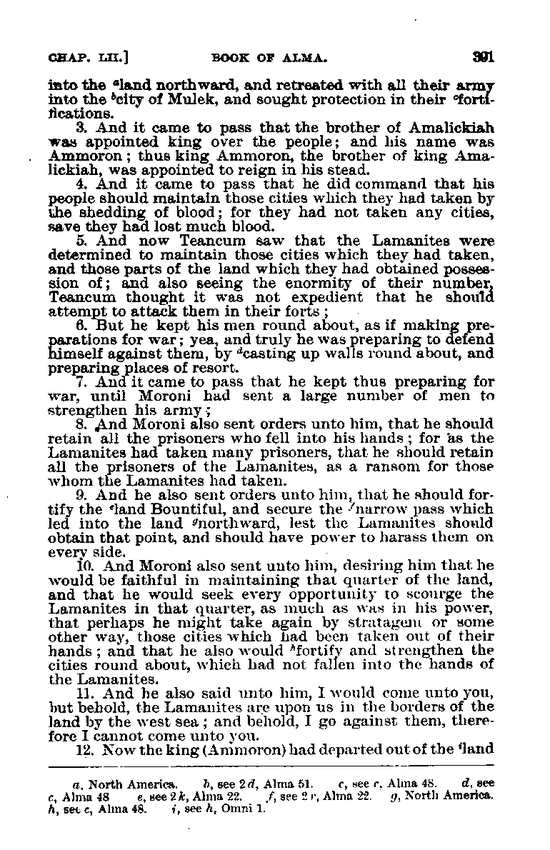 CHAP. LII.] BOOK OF ALMA. 391
into the ᵃland northward, and retreated with all their army
into the ᵇcity of Mulek, and sought protection in their ᶜforti-
fications.
3. And it came to pass that the brother of Amalickiah
was appointed king over the people; and his name was
Ammoron; thus king Ammoron, the brother of king Ama-
lickiah, was appointed to reign in his stead.
4. And it came to pass that he did command that his
people should maintain those cities which they had taken by
the shedding of blood; for they had not taken any cities,
save they had lost much blood.
5. And now Teancum saw that the Lamanites were
determined to maintain those cities which they had taken,
and those parts of the land which they had obtained posses-
sion of; and also seeing the enormity of their number,
Teancum thought it was not expedient that he should
attempt to attack them in their forts;
6. But he kept his men round about, as if making pre-
parations for war; yea, and truly he was preparing to defend
himself against them, by ᵈcasting up walls round about, and
preparing places of resort.
7. And it came to pass that he kept thus preparing for
war, until Moroni had sent a large number of men to
strengthen his army;
8. And Moroni also sent orders unto him, that he should
retain all the prisoners who fell into his hands; for as the
Lamanites had taken many prisoners, that he should retain
all the prisoners of the Lamanites, as a ransom for those
whom the Lamanites had taken.
9. And he also sent orders unto him, that he should for-
tify the ᵉland Bountiful, and secure the ᶠnarrow pass which
led into the land ᵍnorthward, lest the Lamanites should
obtain that point, and should have power to harass them on
every side.
10. And Moroni also sent unto him, desiring him that he
would be faithful in maintaining that quarter of the land,
and that he would seek every opportunity to scourge the
Lamanites in that quarter, as much as was in his power,
that perhaps he might take again by stratagem or some
other way, those cities which had been taken out of their
hands; and that he also would ʰfortify and strengthen the
cities round about, which had not fallen into the hands of
the Lamanites.
11. And he also said unto him, I would come unto you,
but behold, the Lamanites are upon us in the borders of the
land by the west sea; and behold, I go against them, there-
fore I cannot come unto you.
12. Now the king (Ammoron) had departed out of the ⁱland
a, North America. b, see 2 d, Alma 51. c, see c, Alma 48. d, see
c, Alma 48 e, see 2 k, Alma 22. f, see 2 r, Alma 22. g, North America.
h, see c, Alma 48. i, see h, Omni 1.